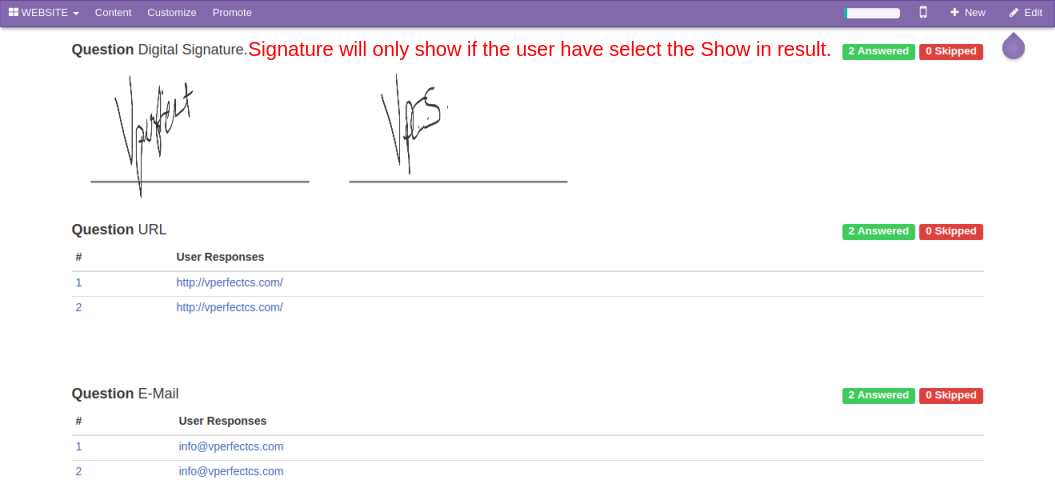 WEBSITE Content Customize Promote New Edit
Question Digital Signature. Signature will only show if the user have select the Show in result. 2 Answered 0 Skipped
Question URL 2 Answered 0 Skipped
# User Responses
1 http://vperfectcs.com/
2 http://vperfectcs.com/
Question E-Mail 2 Answered 0 Skipped
# User Responses
1 info@vperfectcs.com
2 info@vperfectcs.com